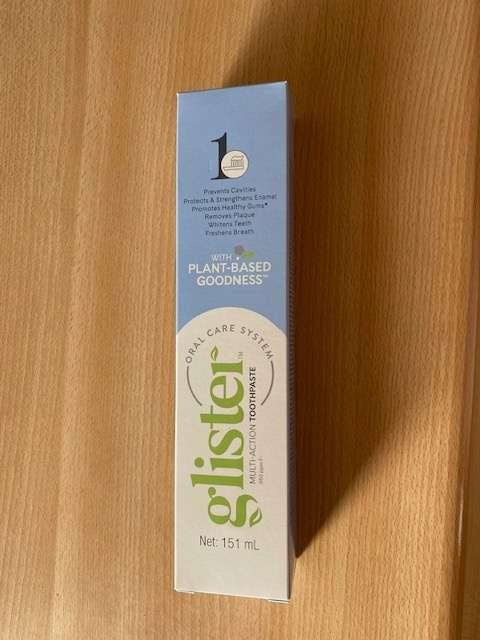 1
Prevents Cavities
Protects & Strengthens Enamel
Promotes Healthy Gums*
Removes Plaque
Whitens Teeth
Freshens Breath
WITH
PLANT-BASED
GOODNESS™
ORAL CARE SYSTEM
glister™
MULTI-ACTION TOOTHPASTE
Net: 151 mL